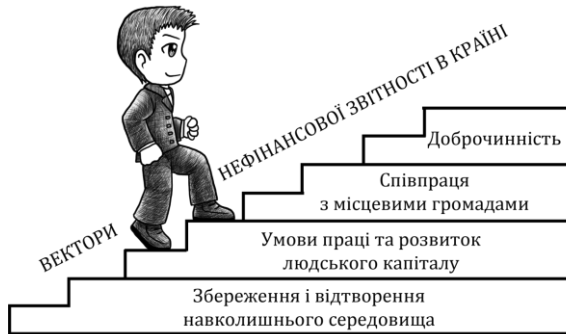 ВЕКТОРИ НЕФІНАНСОВОЇ ЗВІТНОСТІ В КРАЇНІ
Доброчинність
Співпраця
з місцевими громадами
Умови праці та розвиток
людського капіталу
Збереження і відтворення
навколишнього середовища